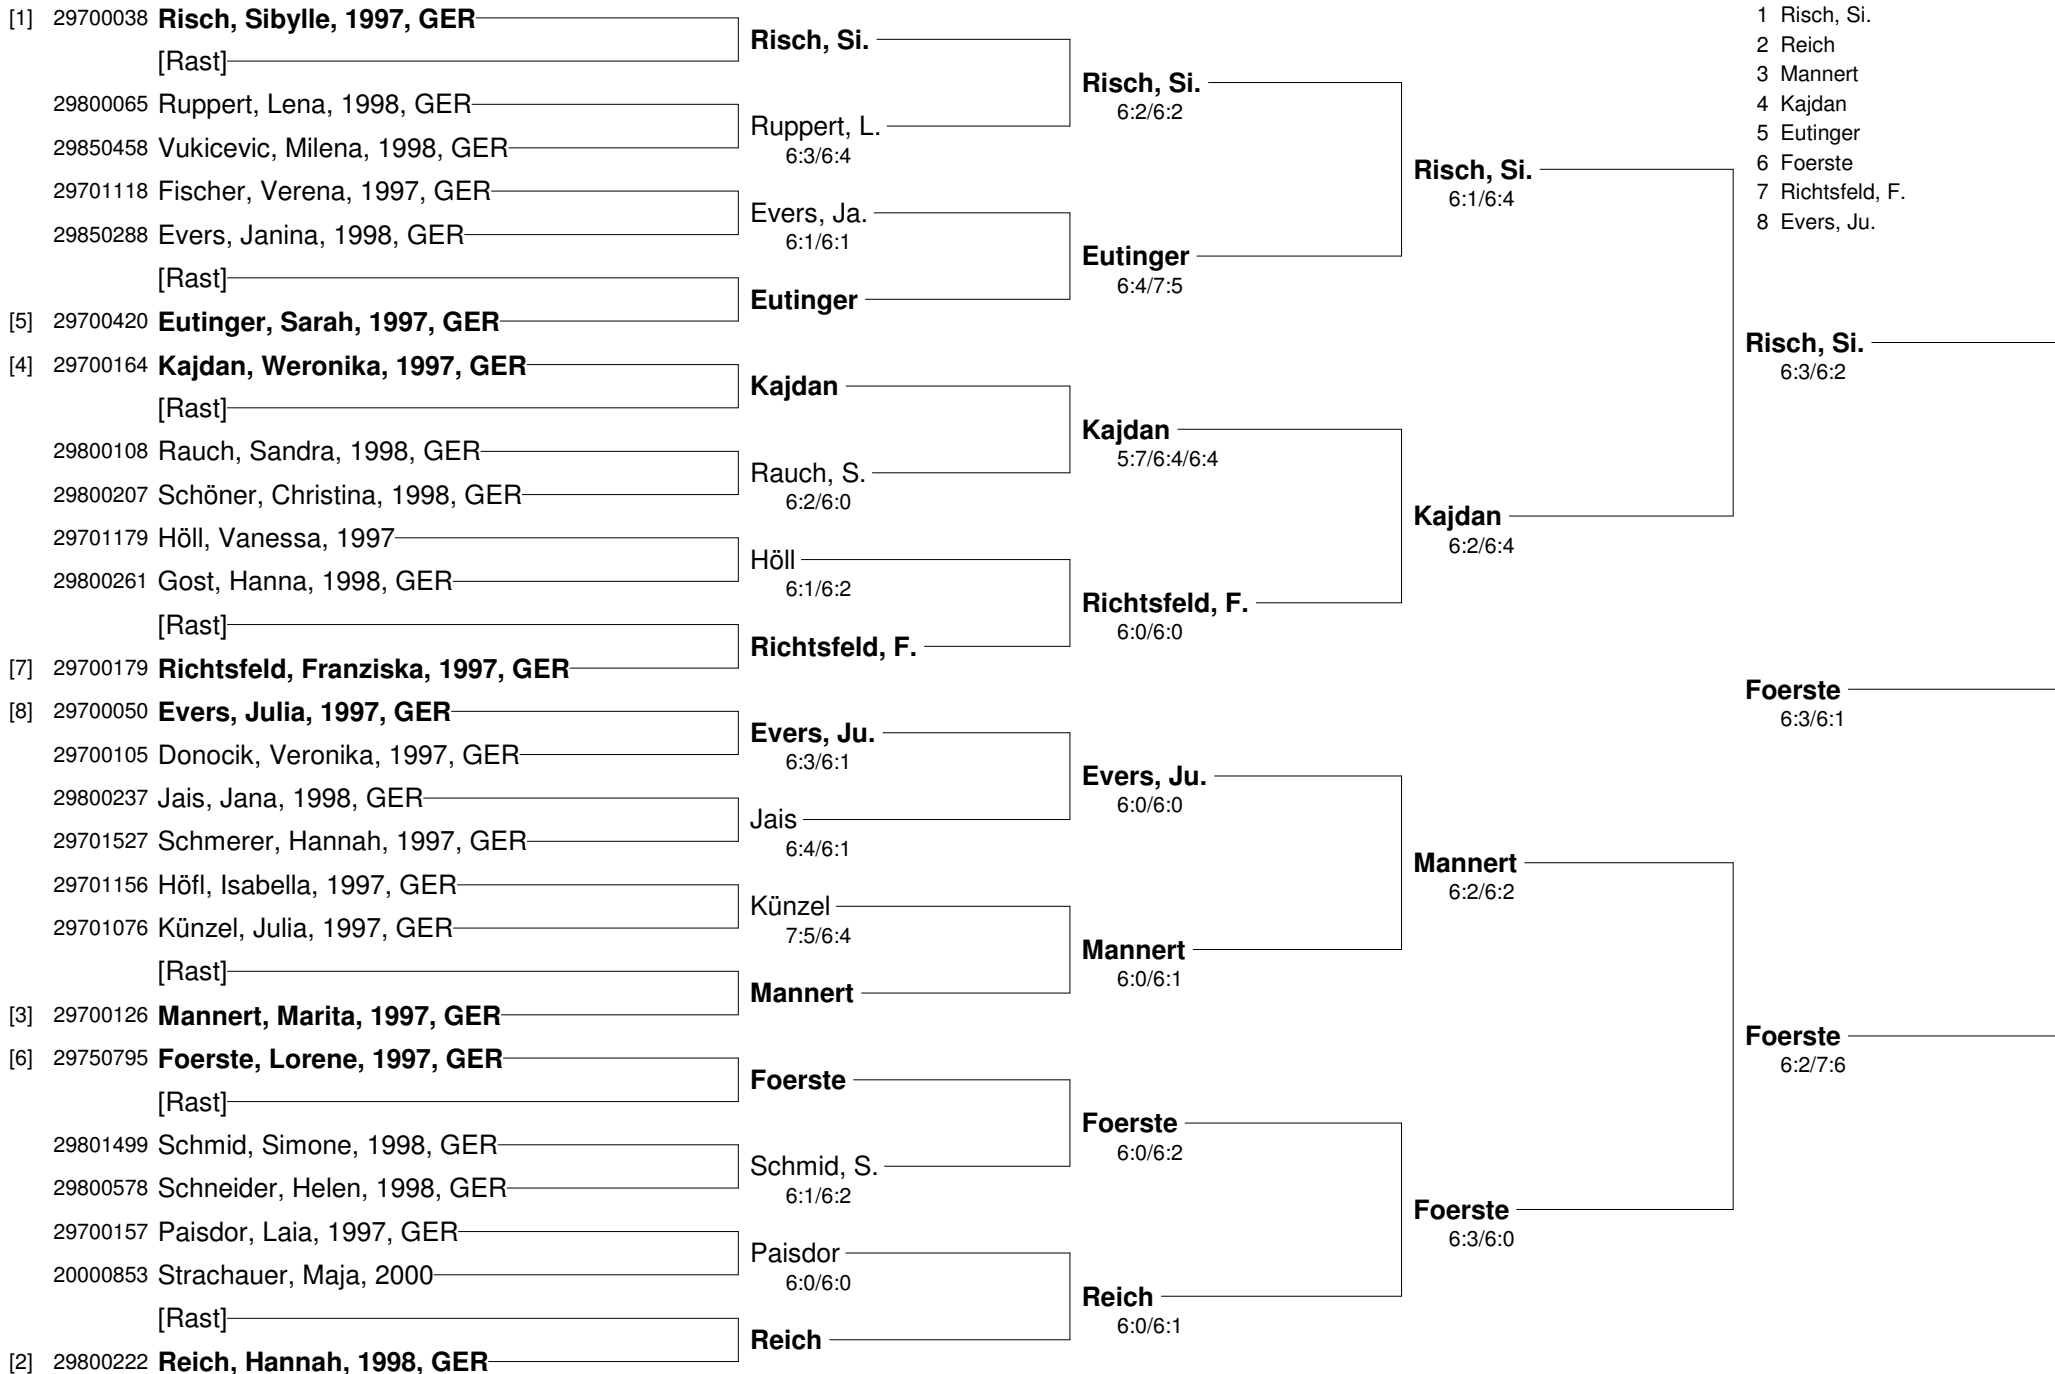 [1] 29700038 Risch, Sibylle, 1997, GER
[Rast]
29800065 Ruppert, Lena, 1998, GER
29850458 Vukicevic, Milena, 1998, GER
29701118 Fischer, Verena, 1997, GER
29850288 Evers, Janina, 1998, GER
[Rast]
[5] 29700420 Eutinger, Sarah, 1997, GER
[4] 29700164 Kajdan, Weronika, 1997, GER
[Rast]
29800108 Rauch, Sandra, 1998, GER
29800207 Schöner, Christina, 1998, GER
29701179 Höll, Vanessa, 1997
29800261 Gost, Hanna, 1998, GER
[Rast]
[7] 29700179 Richtsfeld, Franziska, 1997, GER
[8] 29700050 Evers, Julia, 1997, GER
29700105 Donocik, Veronika, 1997, GER
29800237 Jais, Jana, 1998, GER
29701527 Schmerer, Hannah, 1997, GER
29701156 Höfl, Isabella, 1997, GER
29701076 Künzel, Julia, 1997, GER
[Rast]
[3] 29700126 Mannert, Marita, 1997, GER
[6] 29750795 Foerste, Lorene, 1997, GER
[Rast]
29801499 Schmid, Simone, 1998, GER
29800578 Schneider, Helen, 1998, GER
29700157 Paisdor, Laia, 1997, GER
20000853 Strachauer, Maja, 2000
[Rast]
[2] 29800222 Reich, Hannah, 1998, GER
Risch, Si.
Ruppert, L.
6:3/6:4
Evers, Ja.
6:1/6:1
Eutinger
Kajdan
Rauch, S.
6:2/6:0
Höll
6:1/6:2
Richtsfeld, F.
Evers, Ju.
6:3/6:1
Jais
6:4/6:1
Künzel
7:5/6:4
Mannert
Foerste
Schmid, S.
6:1/6:2
Paisdor
6:0/6:0
Reich
Risch, Si.
6:2/6:2
Eutinger
6:4/7:5
Kajdan
5:7/6:4/6:4
Richtsfeld, F.
6:0/6:0
Evers, Ju.
6:0/6:0
Mannert
6:0/6:1
Foerste
6:0/6:2
Reich
6:0/6:1
Risch, Si.
6:1/6:4
Kajdan
6:2/6:4
Mannert
6:2/6:2
Foerste
6:3/6:0
1 Risch, Si.
2 Reich
3 Mannert
4 Kajdan
5 Eutinger
6 Foerste
7 Richtsfeld, F.
8 Evers, Ju.
Risch, Si.
6:3/6:2
Foerste
6:3/6:1
Foerste
6:2/7:6